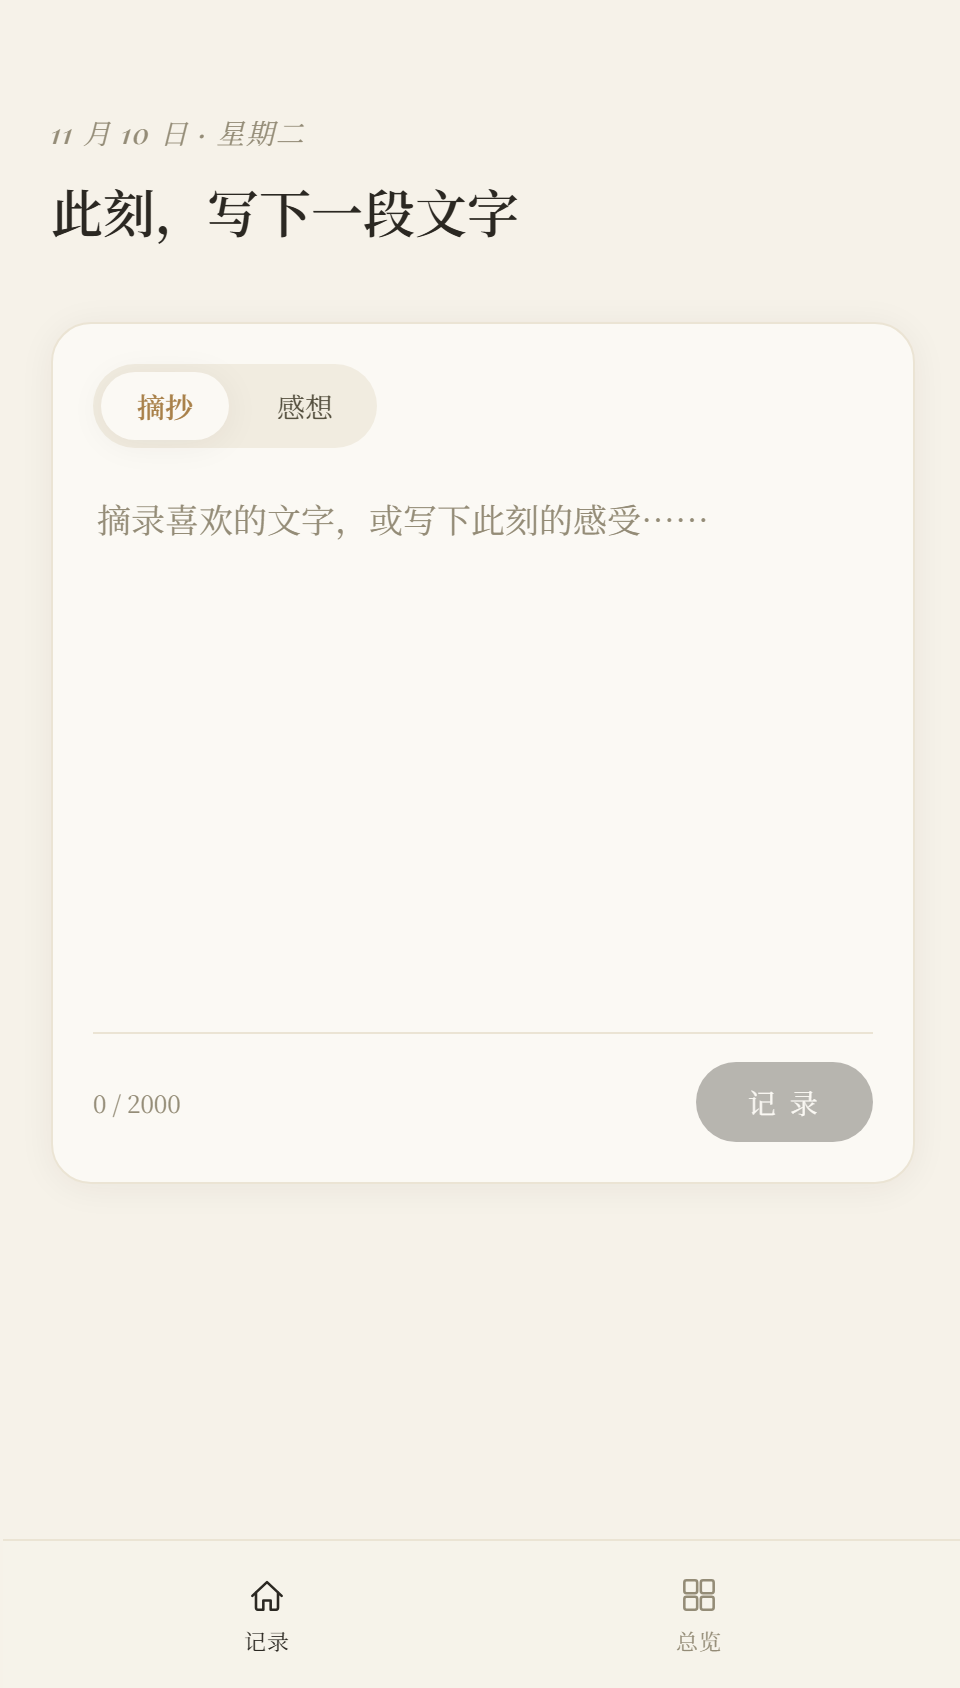 11 月 10 日 · 星期二
此刻，写下一段文字
摘抄 感想
摘录喜欢的文字，或写下此刻的感受……
0 / 2000
记 录
记录 总览